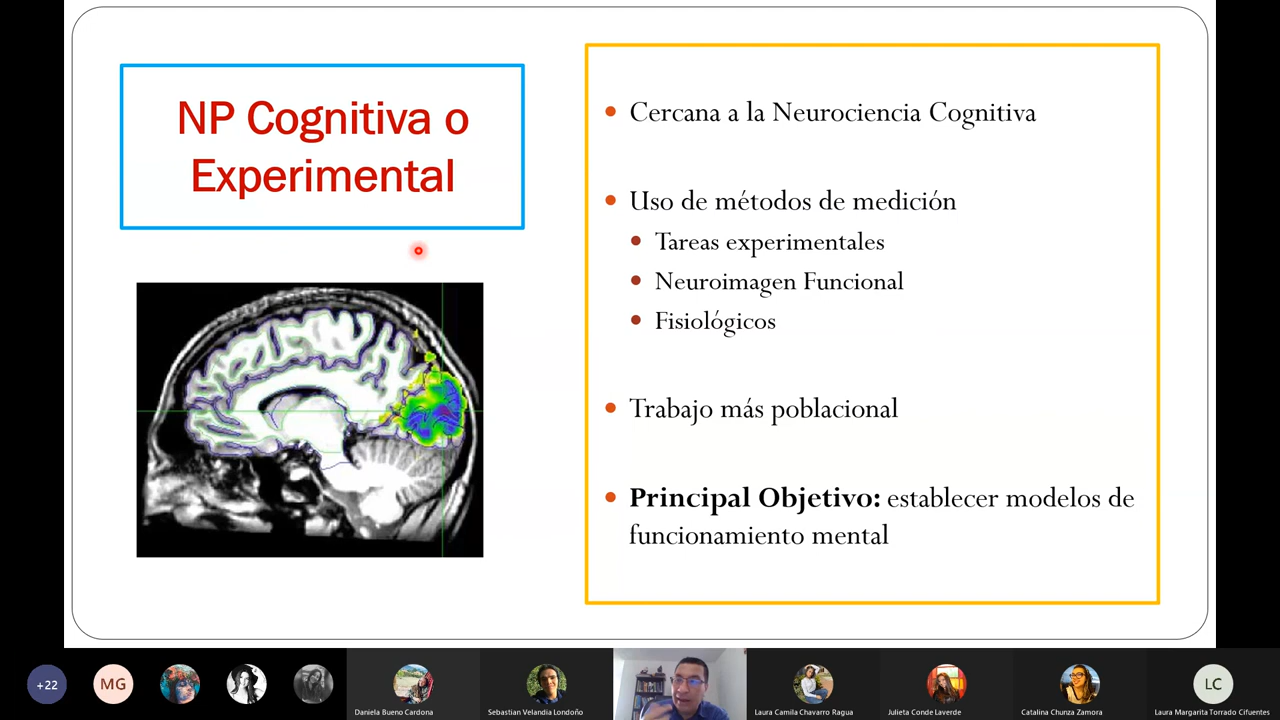 NP Cognitiva o
Experimental
Cercana a la Neurociencia Cognitiva
Uso de métodos de medición
Tareas experimentales
Neuroimagen Funcional
Fisiológicos
Trabajo más poblacional
Principal Objetivo: establecer modelos de
funcionamiento mental
+22
MG
Daniela Bueno Cardona
Sebastian Velandia Londoño
Laura Camila Chavarro Ragua
Julieta Conde Laverde
Catalina Chunza Zamora
LC
Laura Margarita Torrado Cifuentes